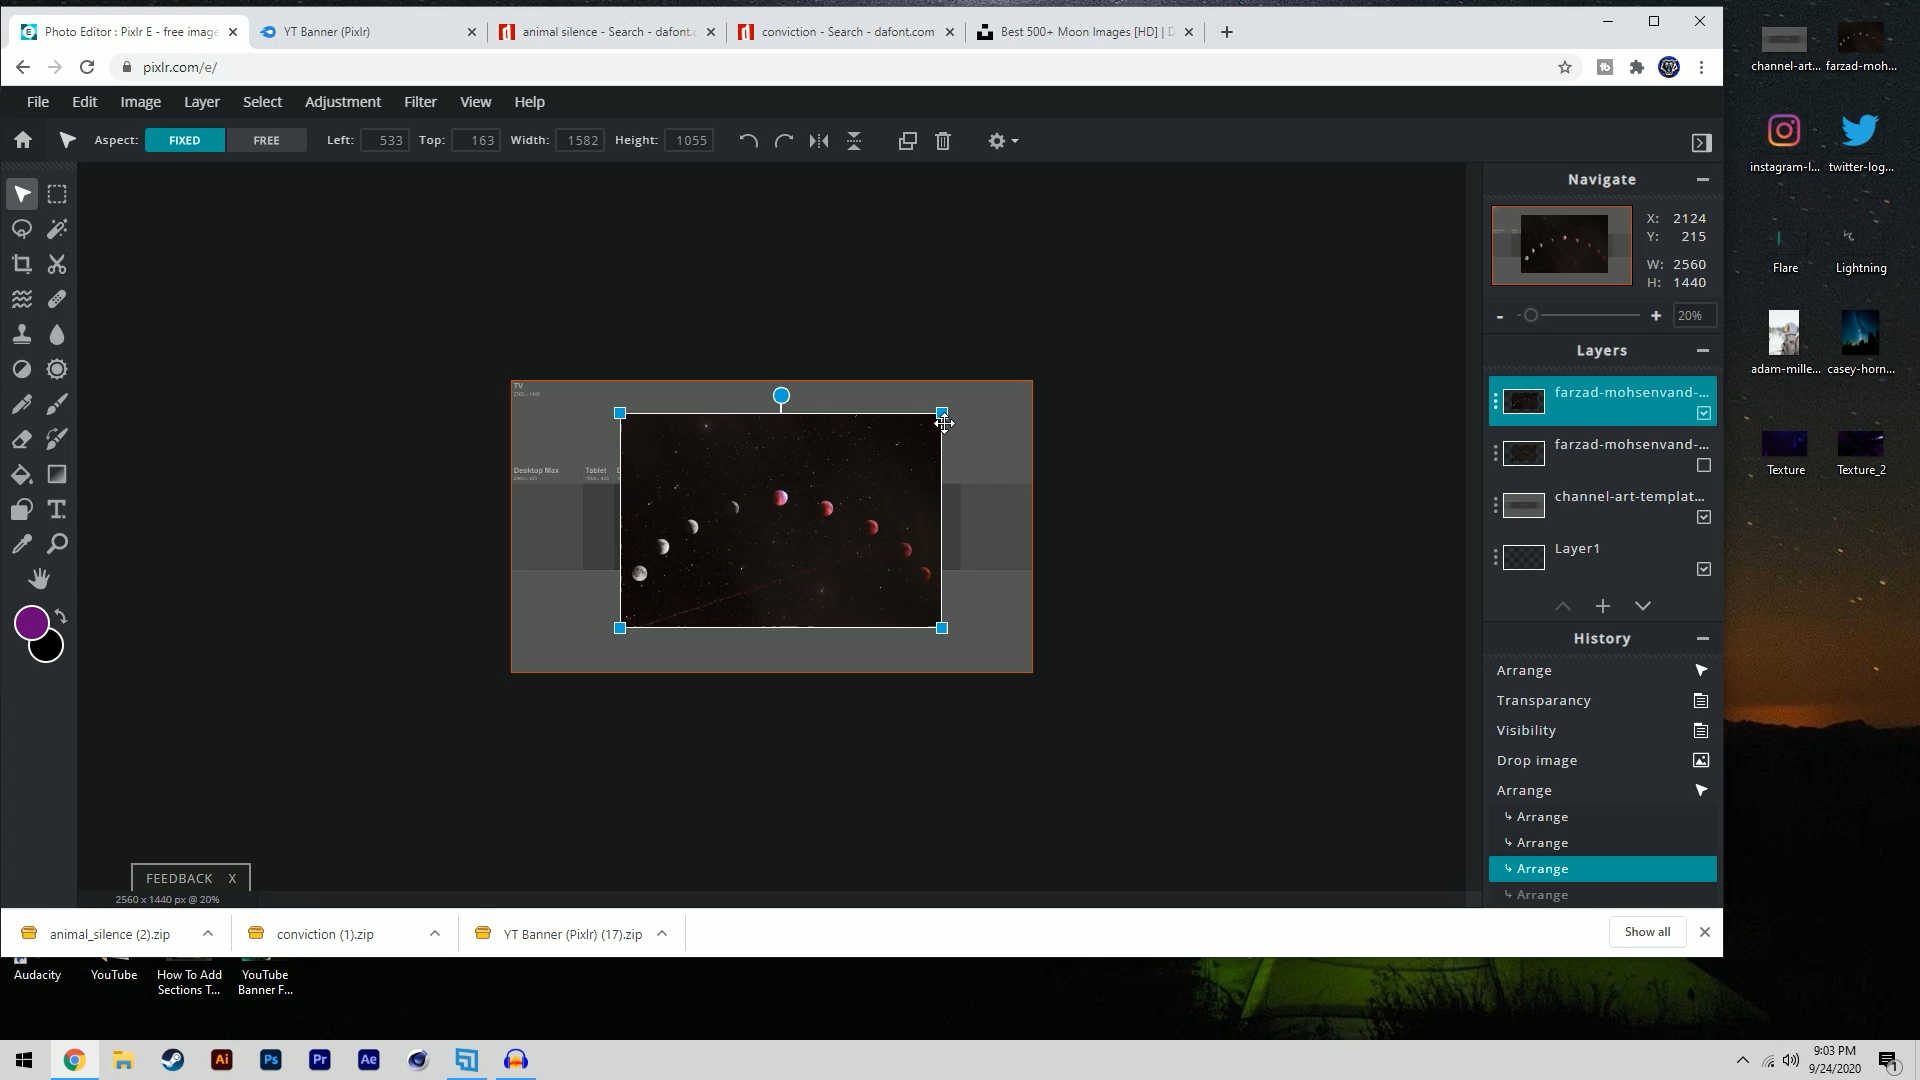 Photo Editor : Pixlr E - free image
YT Banner (Pixlr)
animal silence - Search - dafont.c
conviction - Search - dafont.com
Best 500+ Moon Images [HD] | D
pixlr.com/e/
File
Edit
Image
Layer
Select
Adjustment
Filter
View
Help
Aspect:
FIXED
FREE
Left:
533
Top:
163
Width:
1582
Height:
1055
Navigate
X: 2124
Y: 215
W: 2560
H: 1440
20%
Layers
farzad-mohsenvand-...
farzad-mohsenvand-...
channel-art-templat...
Layer1
History
Arrange
Transparancy
Visibility
Drop image
Arrange
Arrange
Arrange
Arrange
Arrange
TV
Desktop Max
Tablet
FEEDBACK X
2560 x 1440 px @ 20%
animal_silence (2).zip
conviction (1).zip
YT Banner (Pixlr) (17).zip
Show all
channel-art...
farzad-moh...
instagram-l...
twitter-log...
Flare
Lightning
adam-mille...
casey-horn...
Texture
Texture_2
Audacity
YouTube
How To Add
Sections T...
YouTube
Banner F...
Ai
Ps
Pr
Ae
9:03 PM
9/24/2020
1